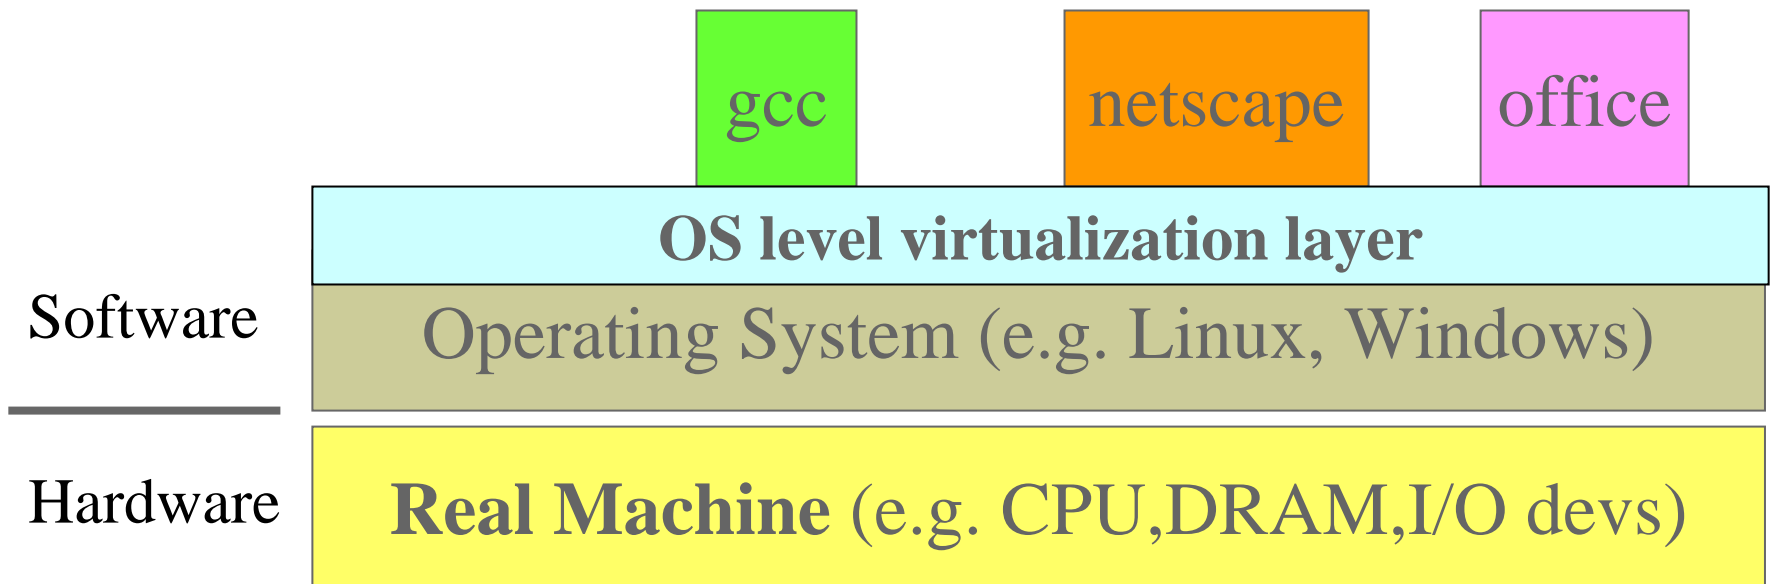 gcc
netscape
office
OS level virtualization layer
Software
Operating System (e.g. Linux, Windows)
Hardware
Real Machine (e.g. CPU,DRAM,I/O devs)